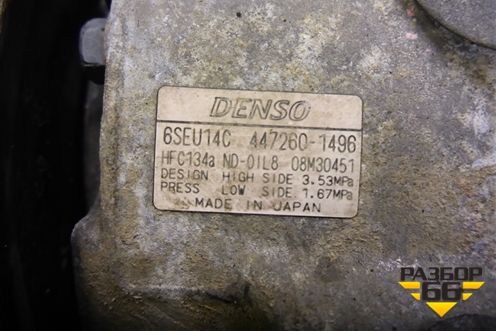 DENSO
6SEU14C 447260-1496
HFC134a ND-OIL8 08M30451
DESIGN HIGH SIDE 3.53MPa
PRESS LOW SIDE 1.67MPa
MADE IN JAPAN
РАЗБОР
66